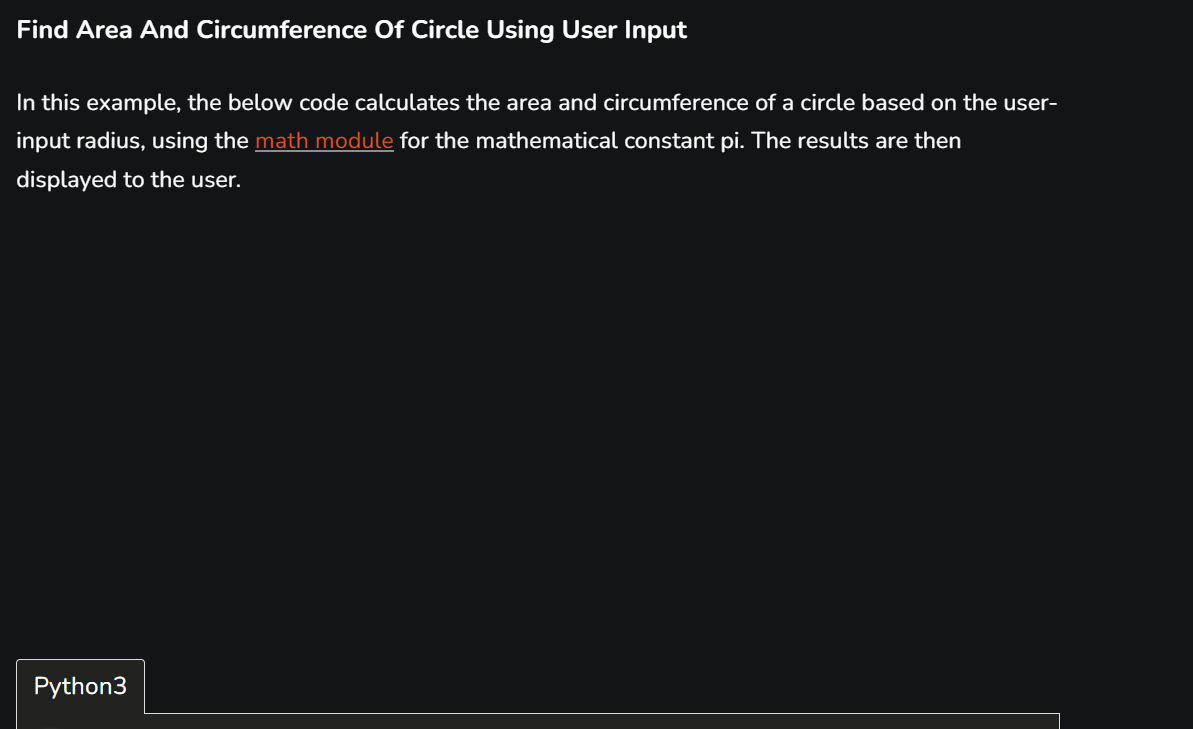 Find Area And Circumference Of Circle Using User Input
In this example, the below code calculates the area and circumference of a circle based on the user-
input radius, using the math module for the mathematical constant pi. The results are then
displayed to the user.
Python3